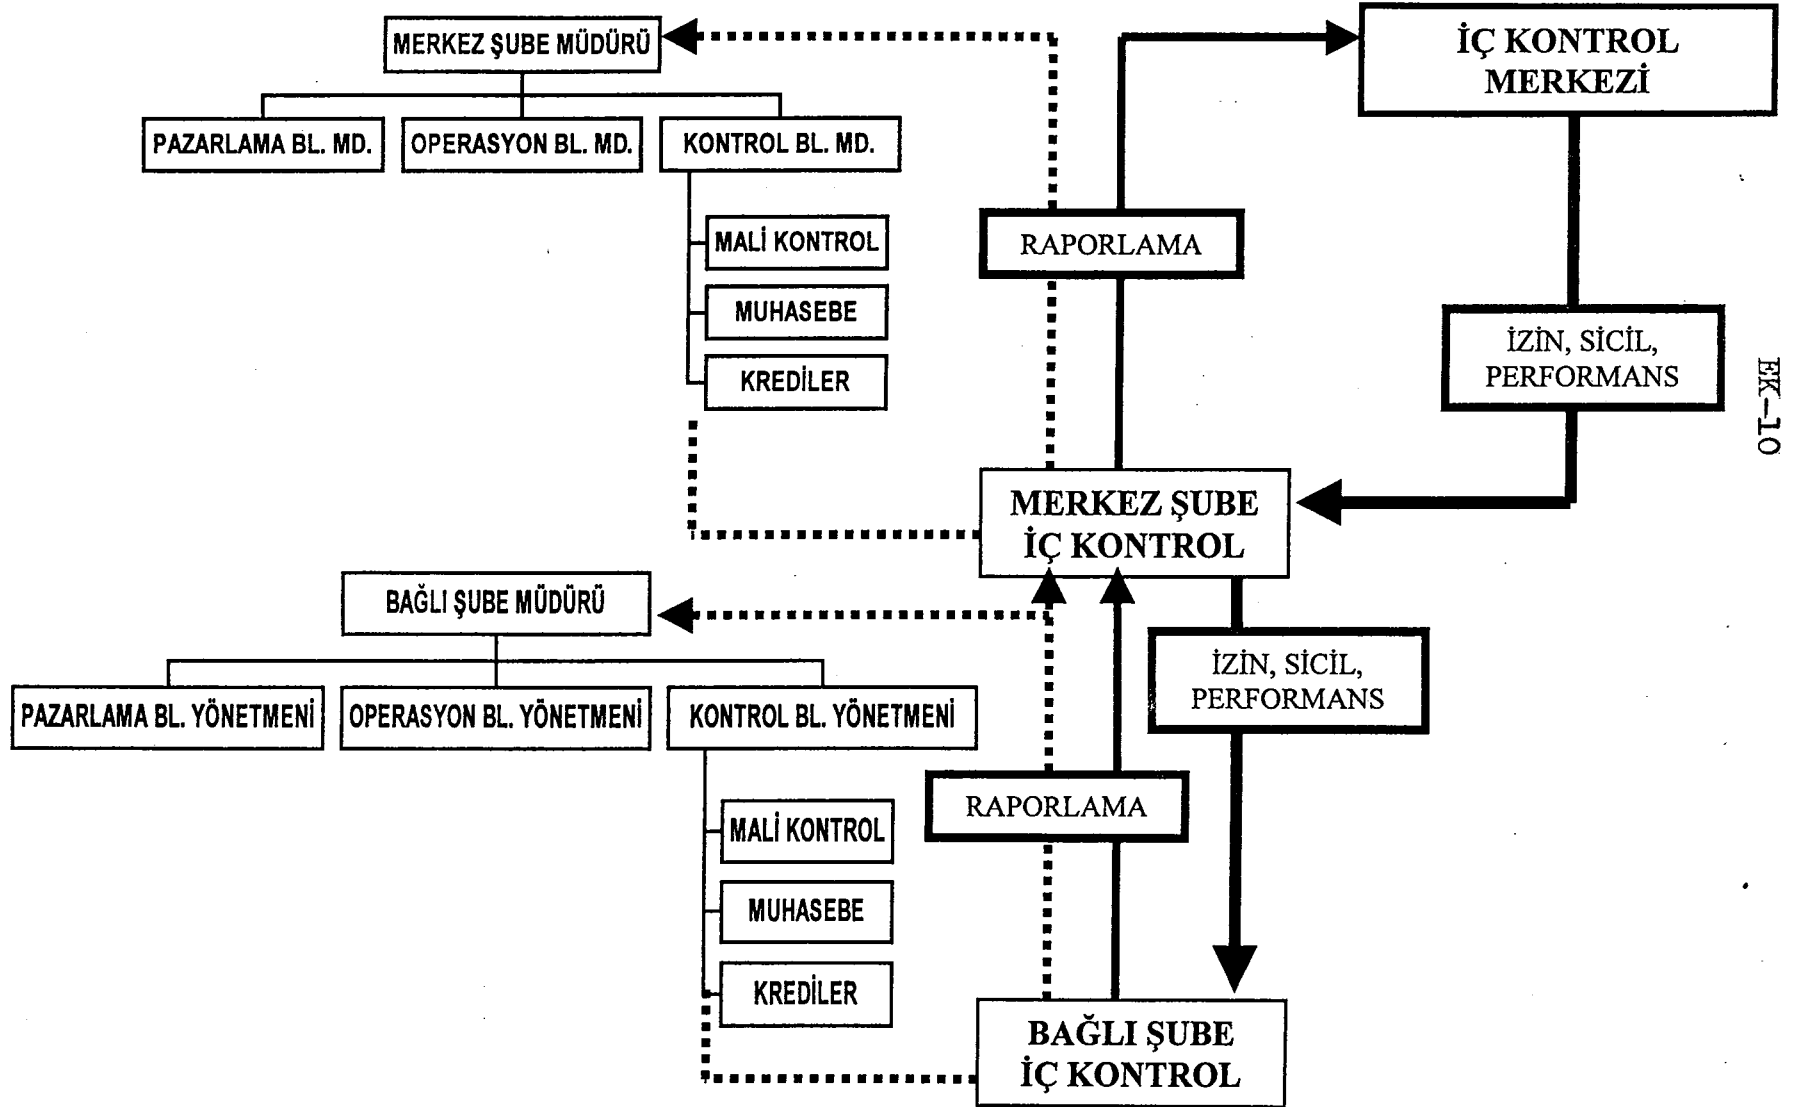 MERKEZ ŞUBE MÜDÜRÜ
İÇ KONTROL
MERKEZİ
PAZARLAMA BL. MD.
OPERASYON BL. MD.
KONTROL BL. MD.
MALİ KONTROL
MUHASEBE
KREDİLER
RAPORLAMA
İZİN, SİCİL,
PERFORMANS
EK-10
MERKEZ ŞUBE
İÇ KONTROL
BAĞLI ŞUBE MÜDÜRÜ
İZİN, SİCİL,
PERFORMANS
PAZARLAMA BL. YÖNETMENİ
OPERASYON BL. YÖNETMENİ
KONTROL BL. YÖNETMENİ
MALİ KONTROL
MUHASEBE
KREDİLER
RAPORLAMA
BAĞLI ŞUBE
İÇ KONTROL